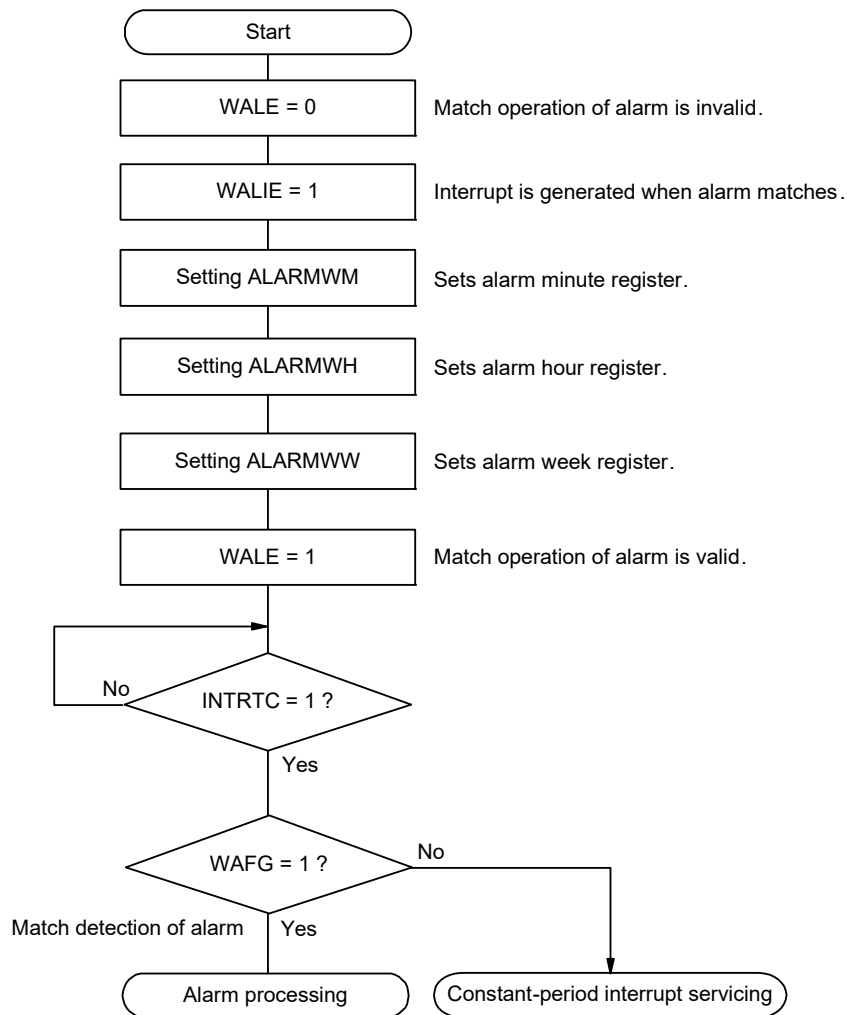 Start
WALE = 0
Match operation of alarm is invalid.
WALIE = 1
Interrupt is generated when alarm matches.
Setting ALARMWM
Sets alarm minute register.
Setting ALARMWH
Sets alarm hour register.
Setting ALARMWW
Sets alarm week register.
WALE = 1
Match operation of alarm is valid.
No
INTRTC = 1 ?
Yes
WAFG = 1 ?
No
Match detection of alarm
Yes
Alarm processing
Constant-period interrupt servicing